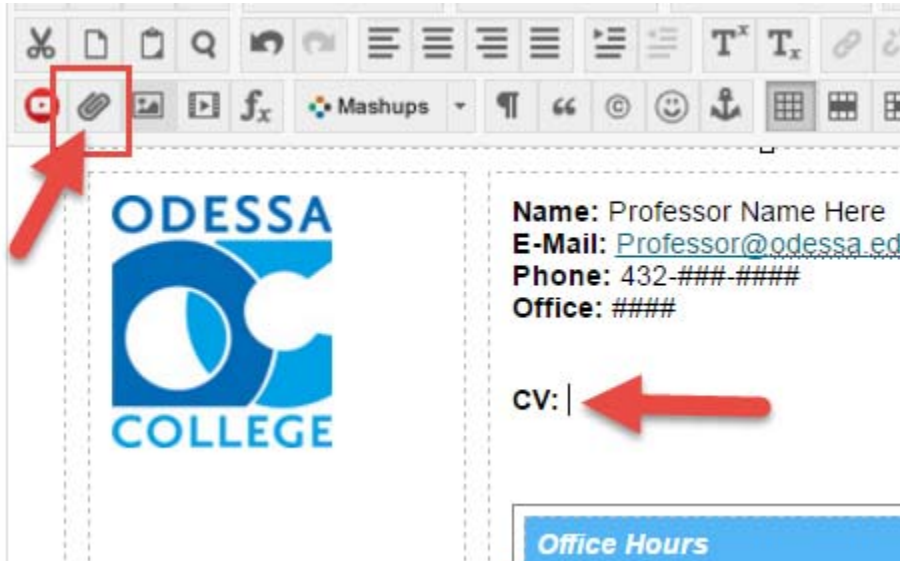 Mashups
ODESSA
COLLEGE
Name: Professor Name Here
E-Mail: Professor@odessa.ed
Phone: 432-###-####
Office: ####
CV:
Office Hours